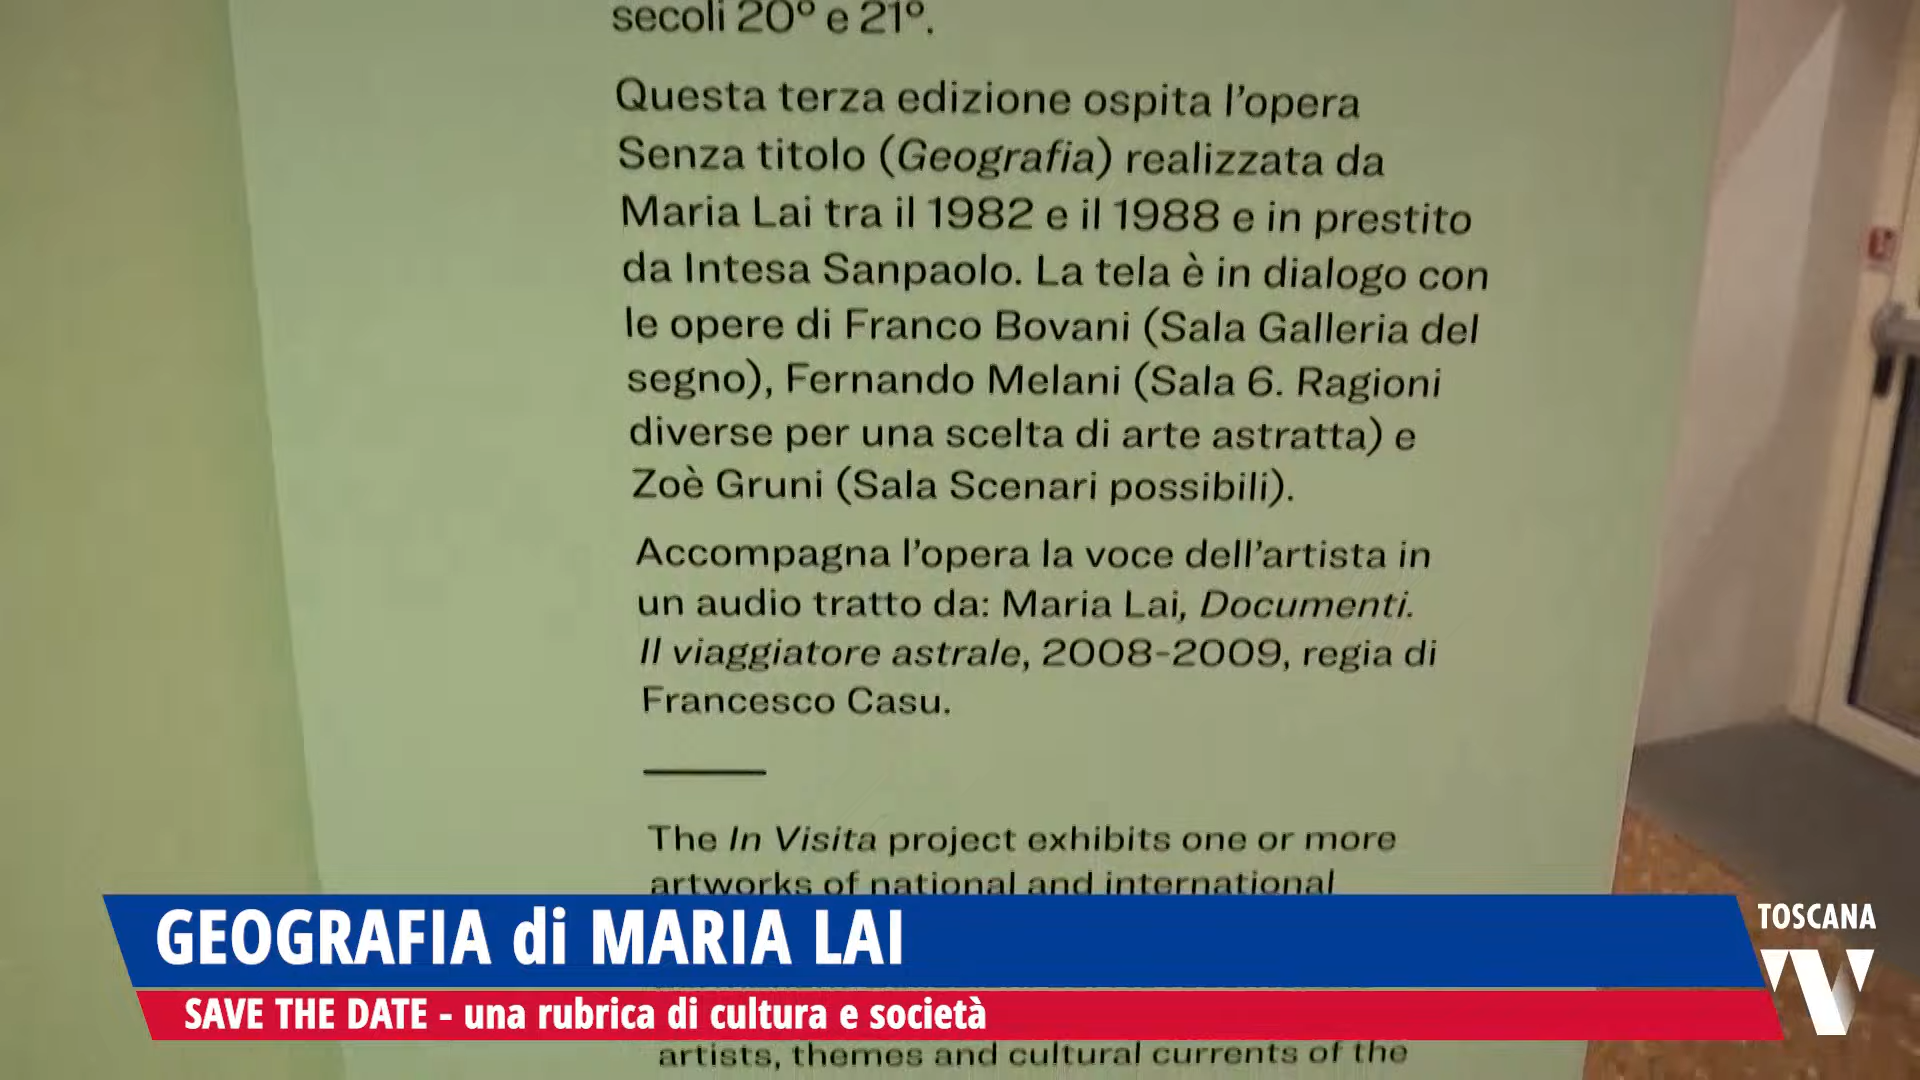 secoli 20° e 21°.
Questa terza edizione ospita l'opera
Senza titolo (Geografia) realizzata da
Maria Lai tra il 1982 e il 1988 e in prestito
da Intesa Sanpaolo. La tela è in dialogo con
le opere di Franco Bovani (Sala Galleria del
segno), Fernando Melani (Sala 6. Ragioni
diverse per una scelta di arte astratta) e
Zoè Gruni (Sala Scenari possibili).
Accompagna l'opera la voce dell'artista in
un audio tratto da: Maria Lai, Documenti.
Il viaggiatore astrale, 2008-2009, regia di
Francesco Casu.
The In Visita project exhibits one or more
artworks of national and international
GEOGRAFIA di MARIA LAI
SAVE THE DATE - una rubrica di cultura e società
TOSCANA
TV
artists, themes and cultural currents of the